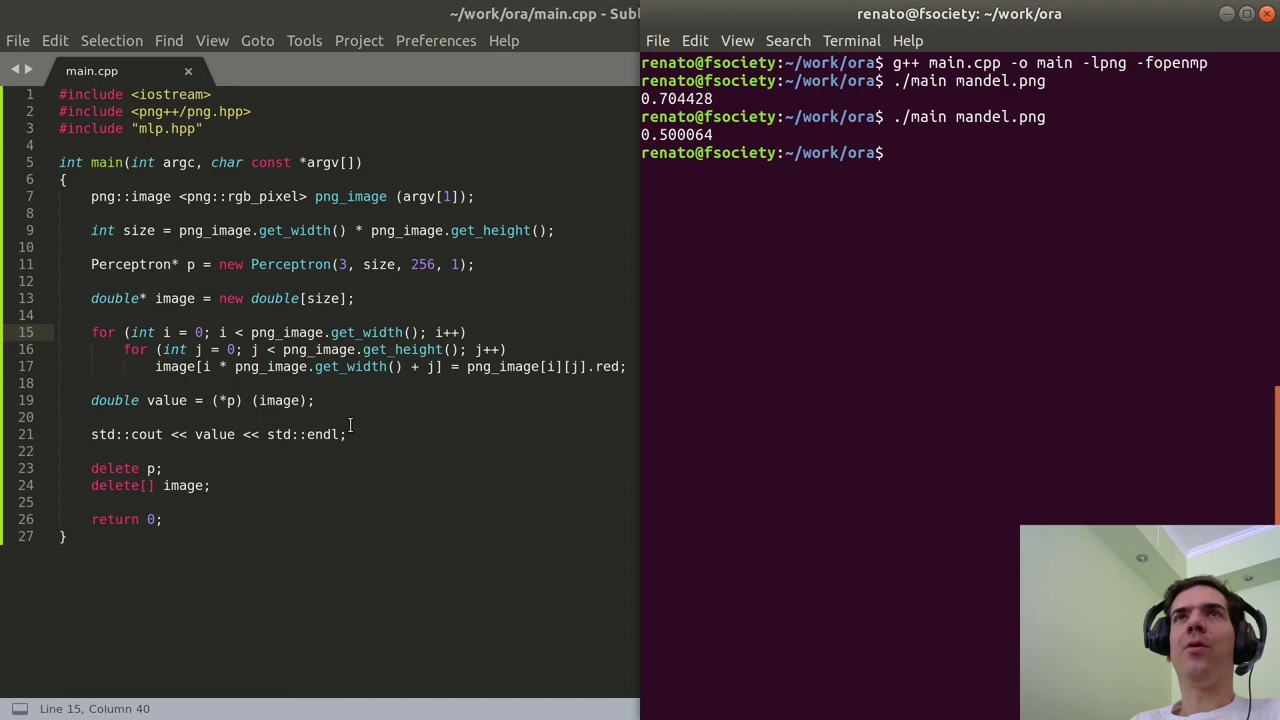 ~/work/ora/main.cpp - Subl
File Edit Selection Find View Goto Tools Project Preferences Help
main.cpp ×
1 #include <iostream>
2 #include <png++/png.hpp>
3 #include "mlp.hpp"
4
5 int main(int argc, char const *argv[])
6 {
7 png::image <png::rgb_pixel> png_image (argv[1]);
8
9 int size = png_image.get_width() * png_image.get_height();
10
11 Perceptron* p = new Perceptron(3, size, 256, 1);
12
13 double* image = new double[size];
14
15 for (int i = 0; i < png_image.get_width(); i++)
16 for (int j = 0; j < png_image.get_height(); j++)
17 image[i * png_image.get_width() + j] = png_image[i][j].red;
18
19 double value = (*p) (image);
20
21 std::cout << value << std::endl;
22
23 delete p;
24 delete[] image;
25
26 return 0;
27 }
Line 15, Column 40
renato@fsociety: ~/work/ora
File Edit View Search Terminal Help
renato@fsociety:~/work/ora$ g++ main.cpp -o main -lpng -fopenmp
renato@fsociety:~/work/ora$ ./main mandel.png
0.704428
renato@fsociety:~/work/ora$ ./main mandel.png
0.500064
renato@fsociety:~/work/ora$